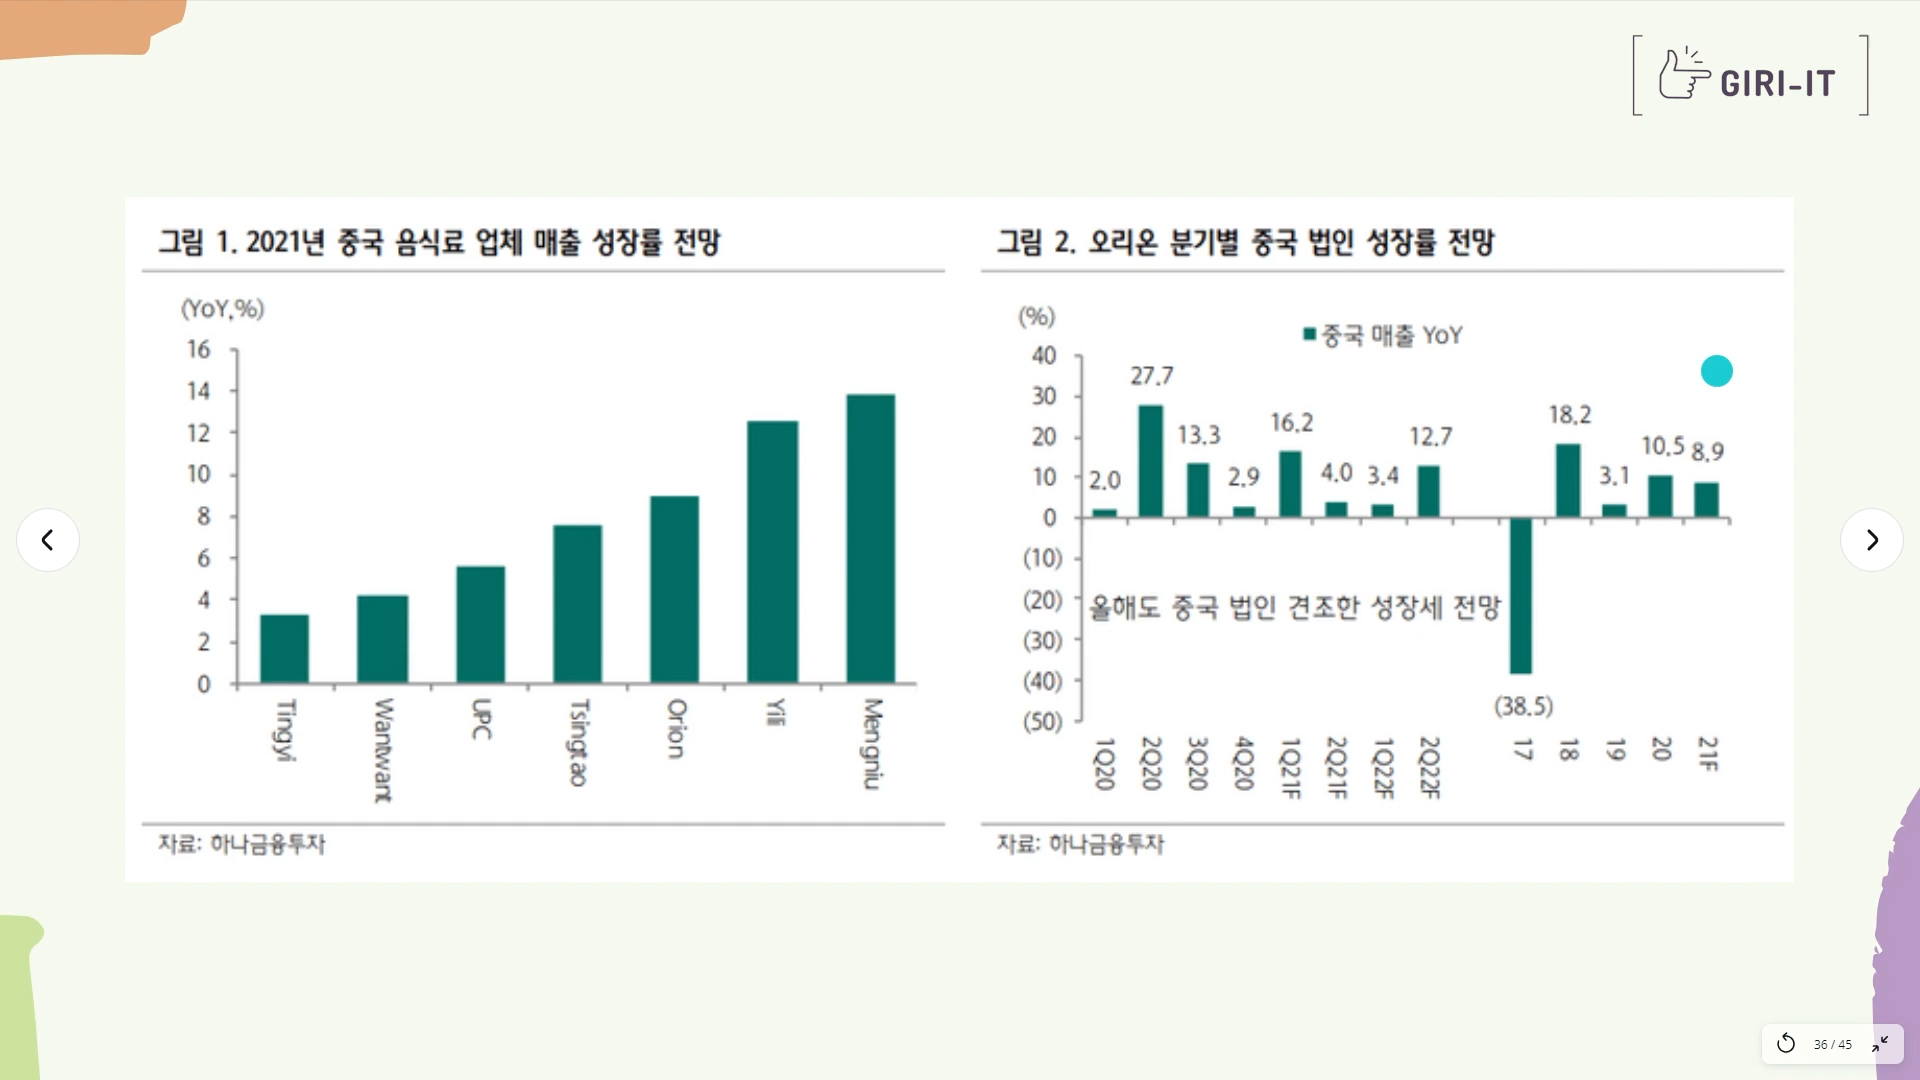 GIRI-IT
그림 1. 2021년 중국 음식료 업체 매출 성장률 전망
(YoY,%)
16
14
12
10
8
6
4
2
0
Tingyi
Wantwant
UPC
Tsingtao
Orion
Yili
Mengniu
자료: 하나금융투자
그림 2. 오리온 분기별 중국 법인 성장률 전망
(%)
중국 매출 YoY
40
30
20
10
0
(10)
(20)
(30)
(40)
(50)
2.0
27.7
13.3
2.9
16.2
4.0
3.4
12.7
(38.5)
18.2
3.1
10.5
8.9
올해도 중국 법인 견조한 성장세 전망
1Q20
2Q20
3Q20
4Q20
1Q21F
2Q21F
1Q22F
2Q22F
17
18
19
20
21F
자료: 하나금융투자
36 / 45